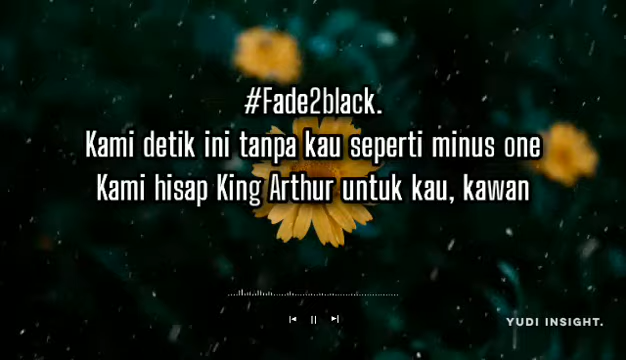 #Fade2black.
Kami detik ini tanpa kau seperti minus one
Kami hisap King Arthur untuk kau, kawan
YUDI INSIGHT.